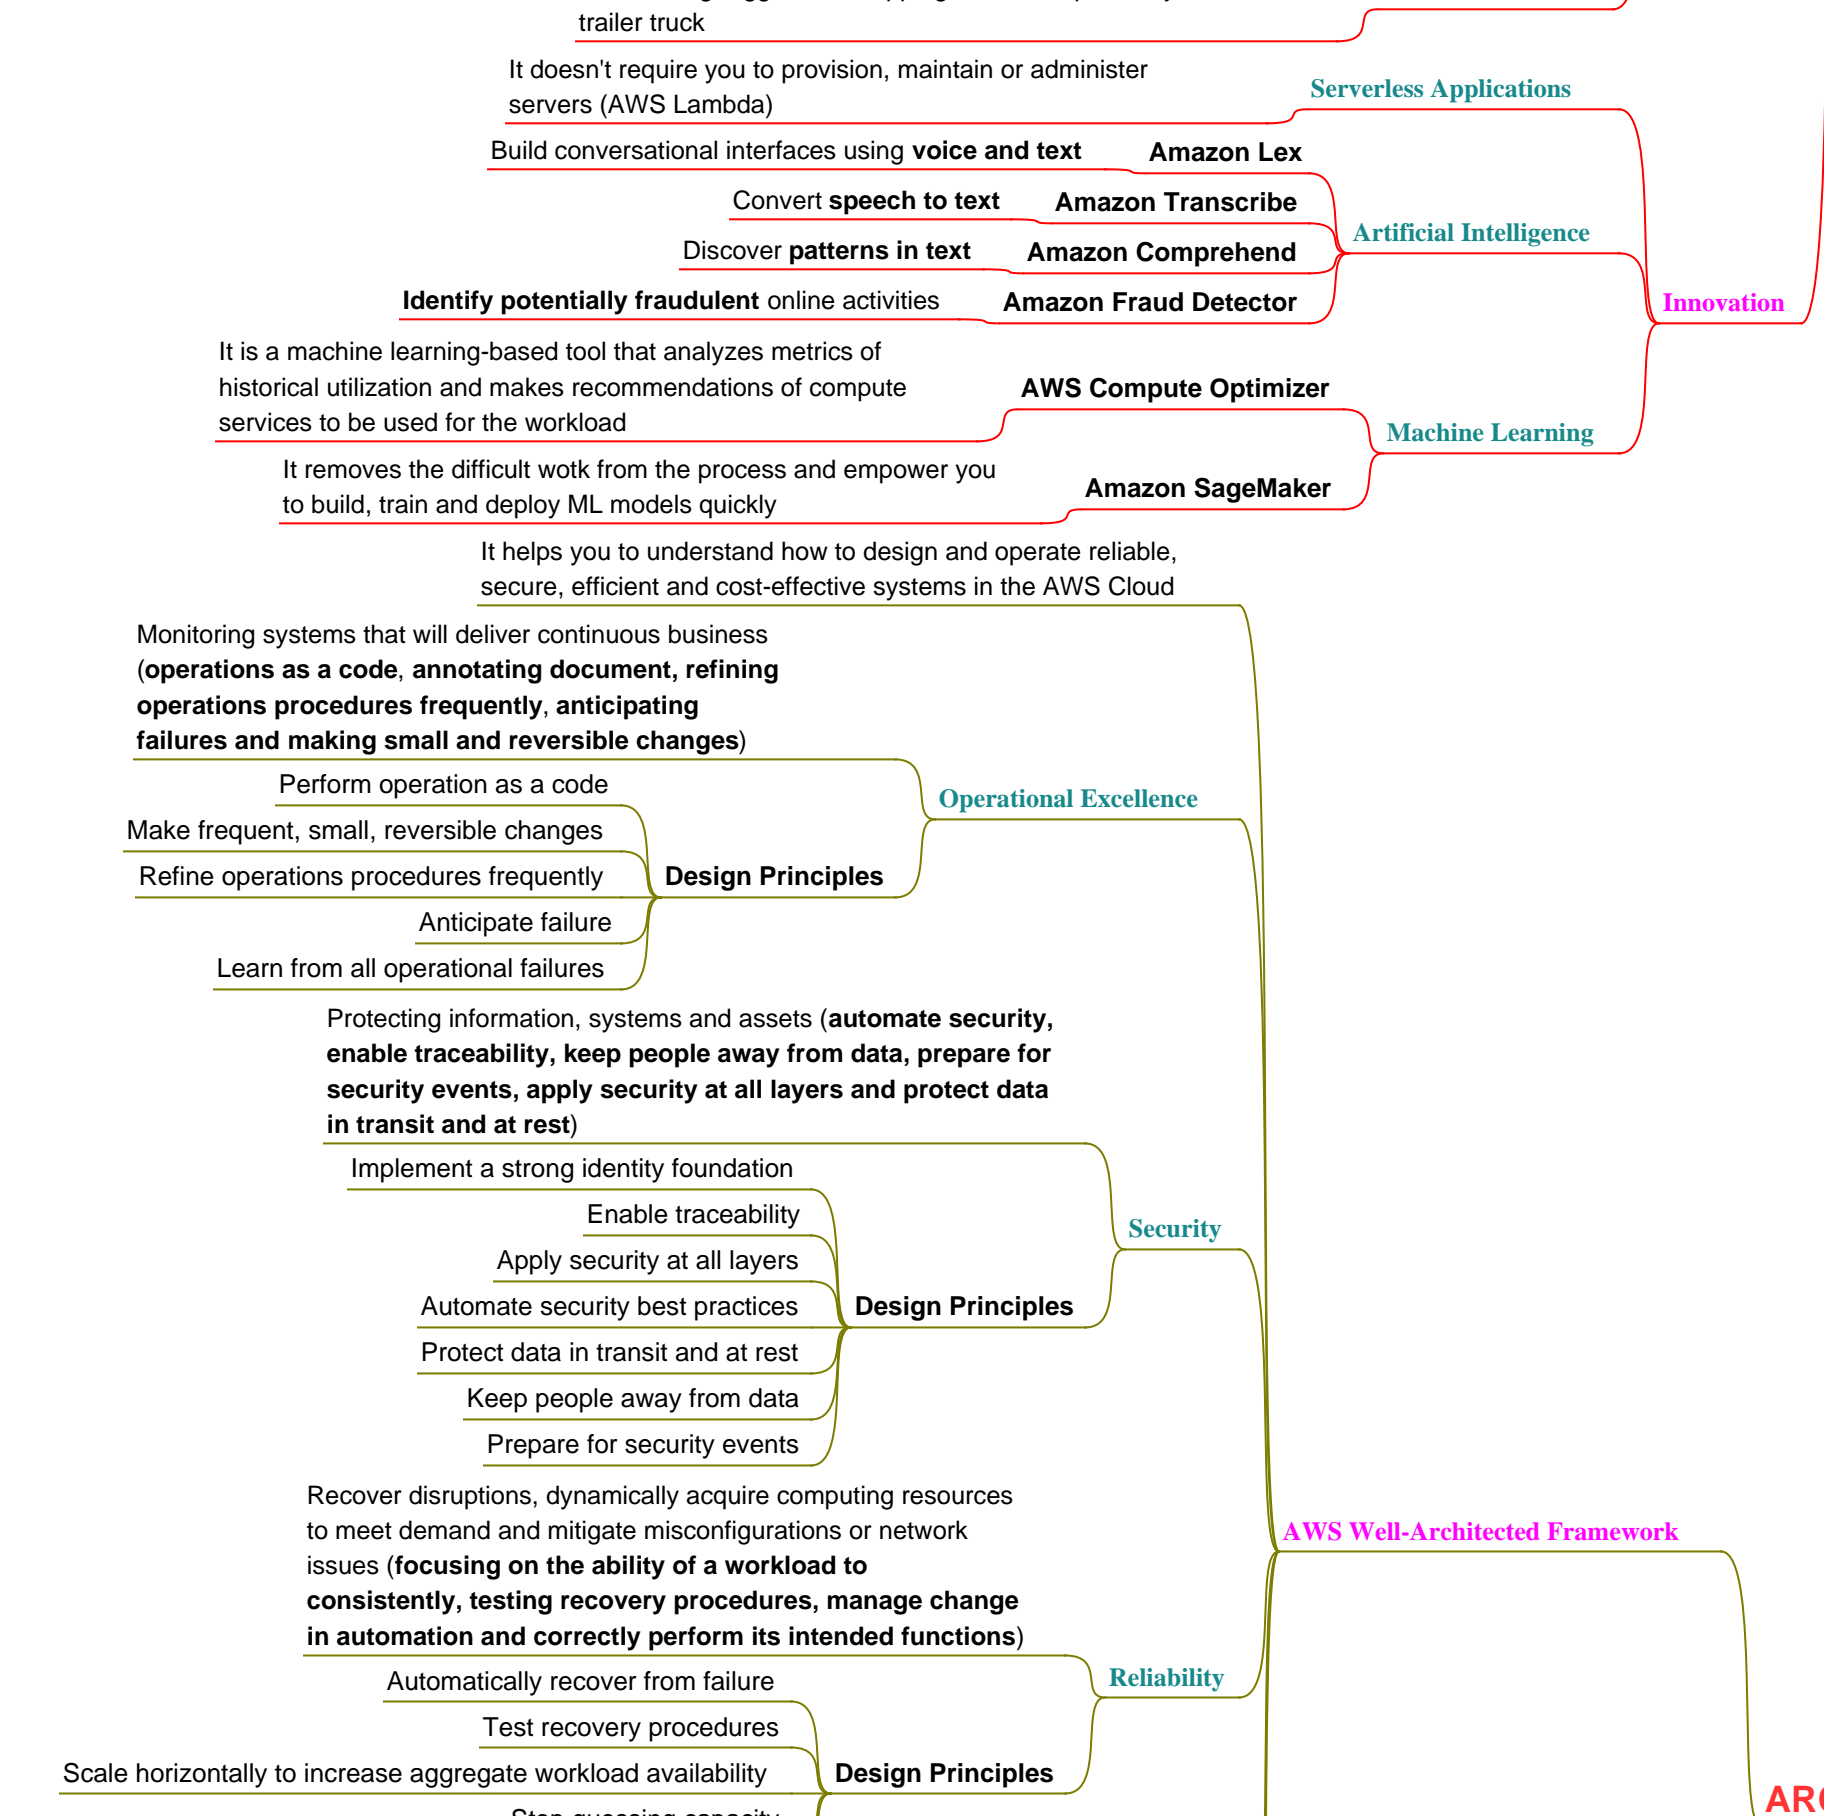 trailer truck
It doesn't require you to provision, maintain or administer
servers (AWS Lambda)
Serverless Applications
Build conversational interfaces using voice and text
Amazon Lex
Convert speech to text
Amazon Transcribe
Discover patterns in text
Amazon Comprehend
Identify potentially fraudulent online activities
Amazon Fraud Detector
Artificial Intelligence
Innovation
It is a machine learning-based tool that analyzes metrics of
historical utilization and makes recommendations of compute
services to be used for the workload
AWS Compute Optimizer
Machine Learning
It removes the difficult wotk from the process and empower you
to build, train and deploy ML models quickly
Amazon SageMaker
It helps you to understand how to design and operate reliable,
secure, efficient and cost-effective systems in the AWS Cloud
Monitoring systems that will deliver continuous business
(operations as a code, annotating document, refining
operations procedures frequently, anticipating
failures and making small and reversible changes)
Operational Excellence
Perform operation as a code
Make frequent, small, reversible changes
Refine operations procedures frequently
Design Principles
Anticipate failure
Learn from all operational failures
Protecting information, systems and assets (automate security,
enable traceability, keep people away from data, prepare for
security events, apply security at all layers and protect data
in transit and at rest)
Security
Implement a strong identity foundation
Enable traceability
Apply security at all layers
Automate security best practices
Design Principles
Protect data in transit and at rest
Keep people away from data
Prepare for security events
AWS Well-Architected Framework
Recover disruptions, dynamically acquire computing resources
to meet demand and mitigate misconfigurations or network
issues (focusing on the ability of a workload to
consistently, testing recovery procedures, manage change
in automation and correctly perform its intended functions)
Reliability
Automatically recover from failure
Test recovery procedures
Scale horizontally to increase aggregate workload availability
Design Principles